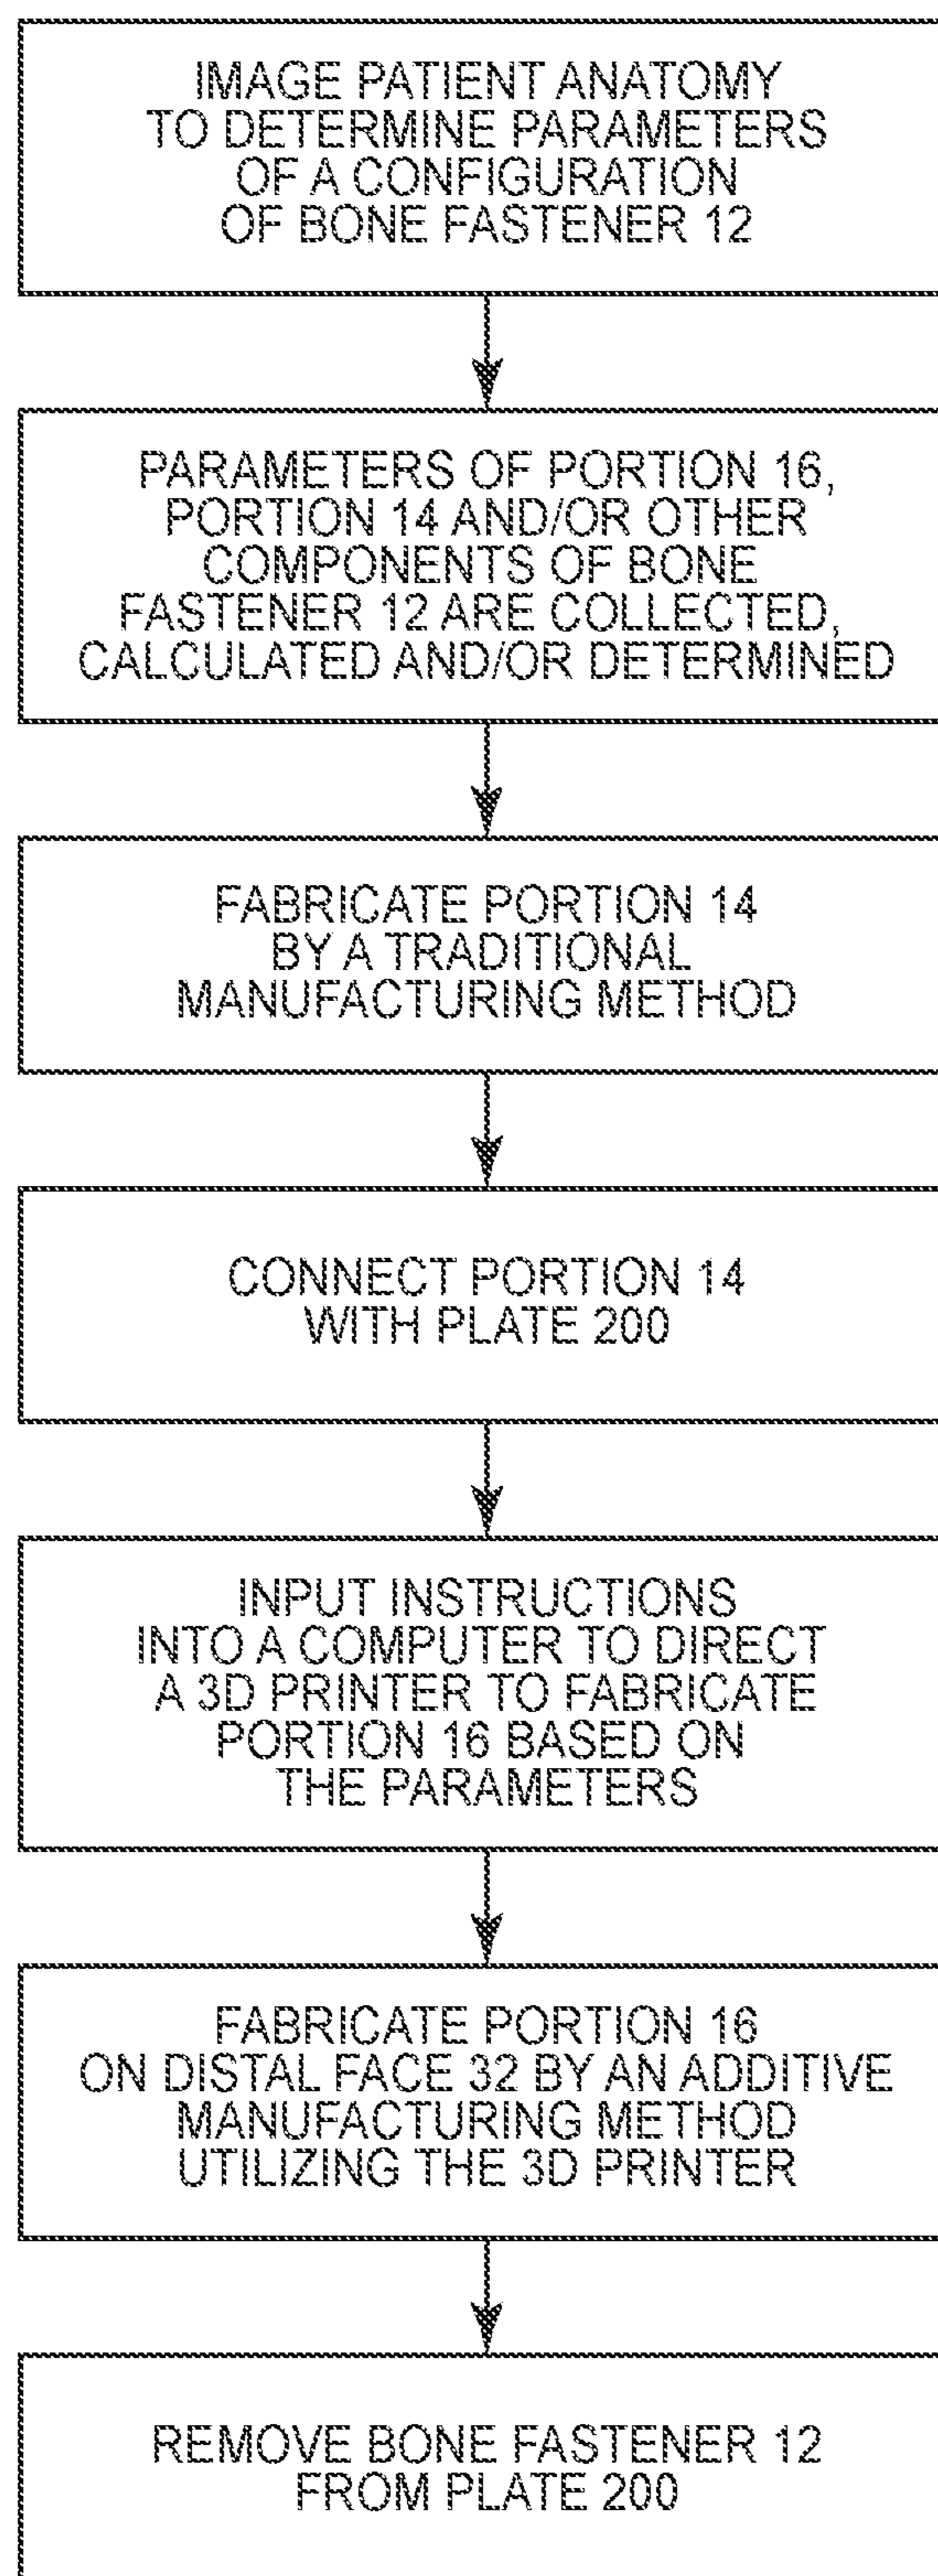 IMAGE PATIENT ANATOMY
TO DETERMINE PARAMETERS
OF A CONFIGURATION
OF BONE FASTENER 12
PARAMETERS OF PORTION 16,
PORTION 14 AND/OR OTHER
COMPONENTS OF BONE
FASTENER 12 ARE COLLECTED,
CALCULATED AND/OR DETERMINED
FABRICATE PORTION 14
BY A TRADITIONAL
MANUFACTURING METHOD
CONNECT PORTION 14
WITH PLATE 200
INPUT INSTRUCTIONS
INTO A COMPUTER TO DIRECT
A 3D PRINTER TO FABRICATE
PORTION 16 BASED ON
THE PARAMETERS
FABRICATE PORTION 16
ON DISTAL FACE 32 BY AN ADDITIVE
MANUFACTURING METHOD
UTILIZING THE 3D PRINTER
REMOVE BONE FASTENER 12
FROM PLATE 200